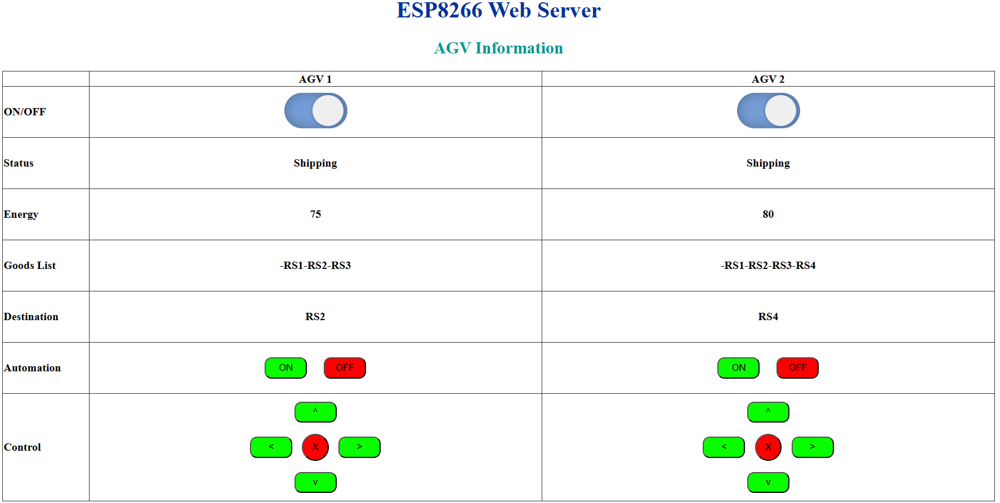 ESP8266 Web Server
AGV Information
AGV 1 AGV 2
ON/OFF
Status Shipping Shipping
Energy 75 80
Goods List -RS1-RS2-RS3 -RS1-RS2-RS3-RS4
Destination RS2 RS4
Automation ON OFF ON OFF
^ ^
Control < X > < X >
v v